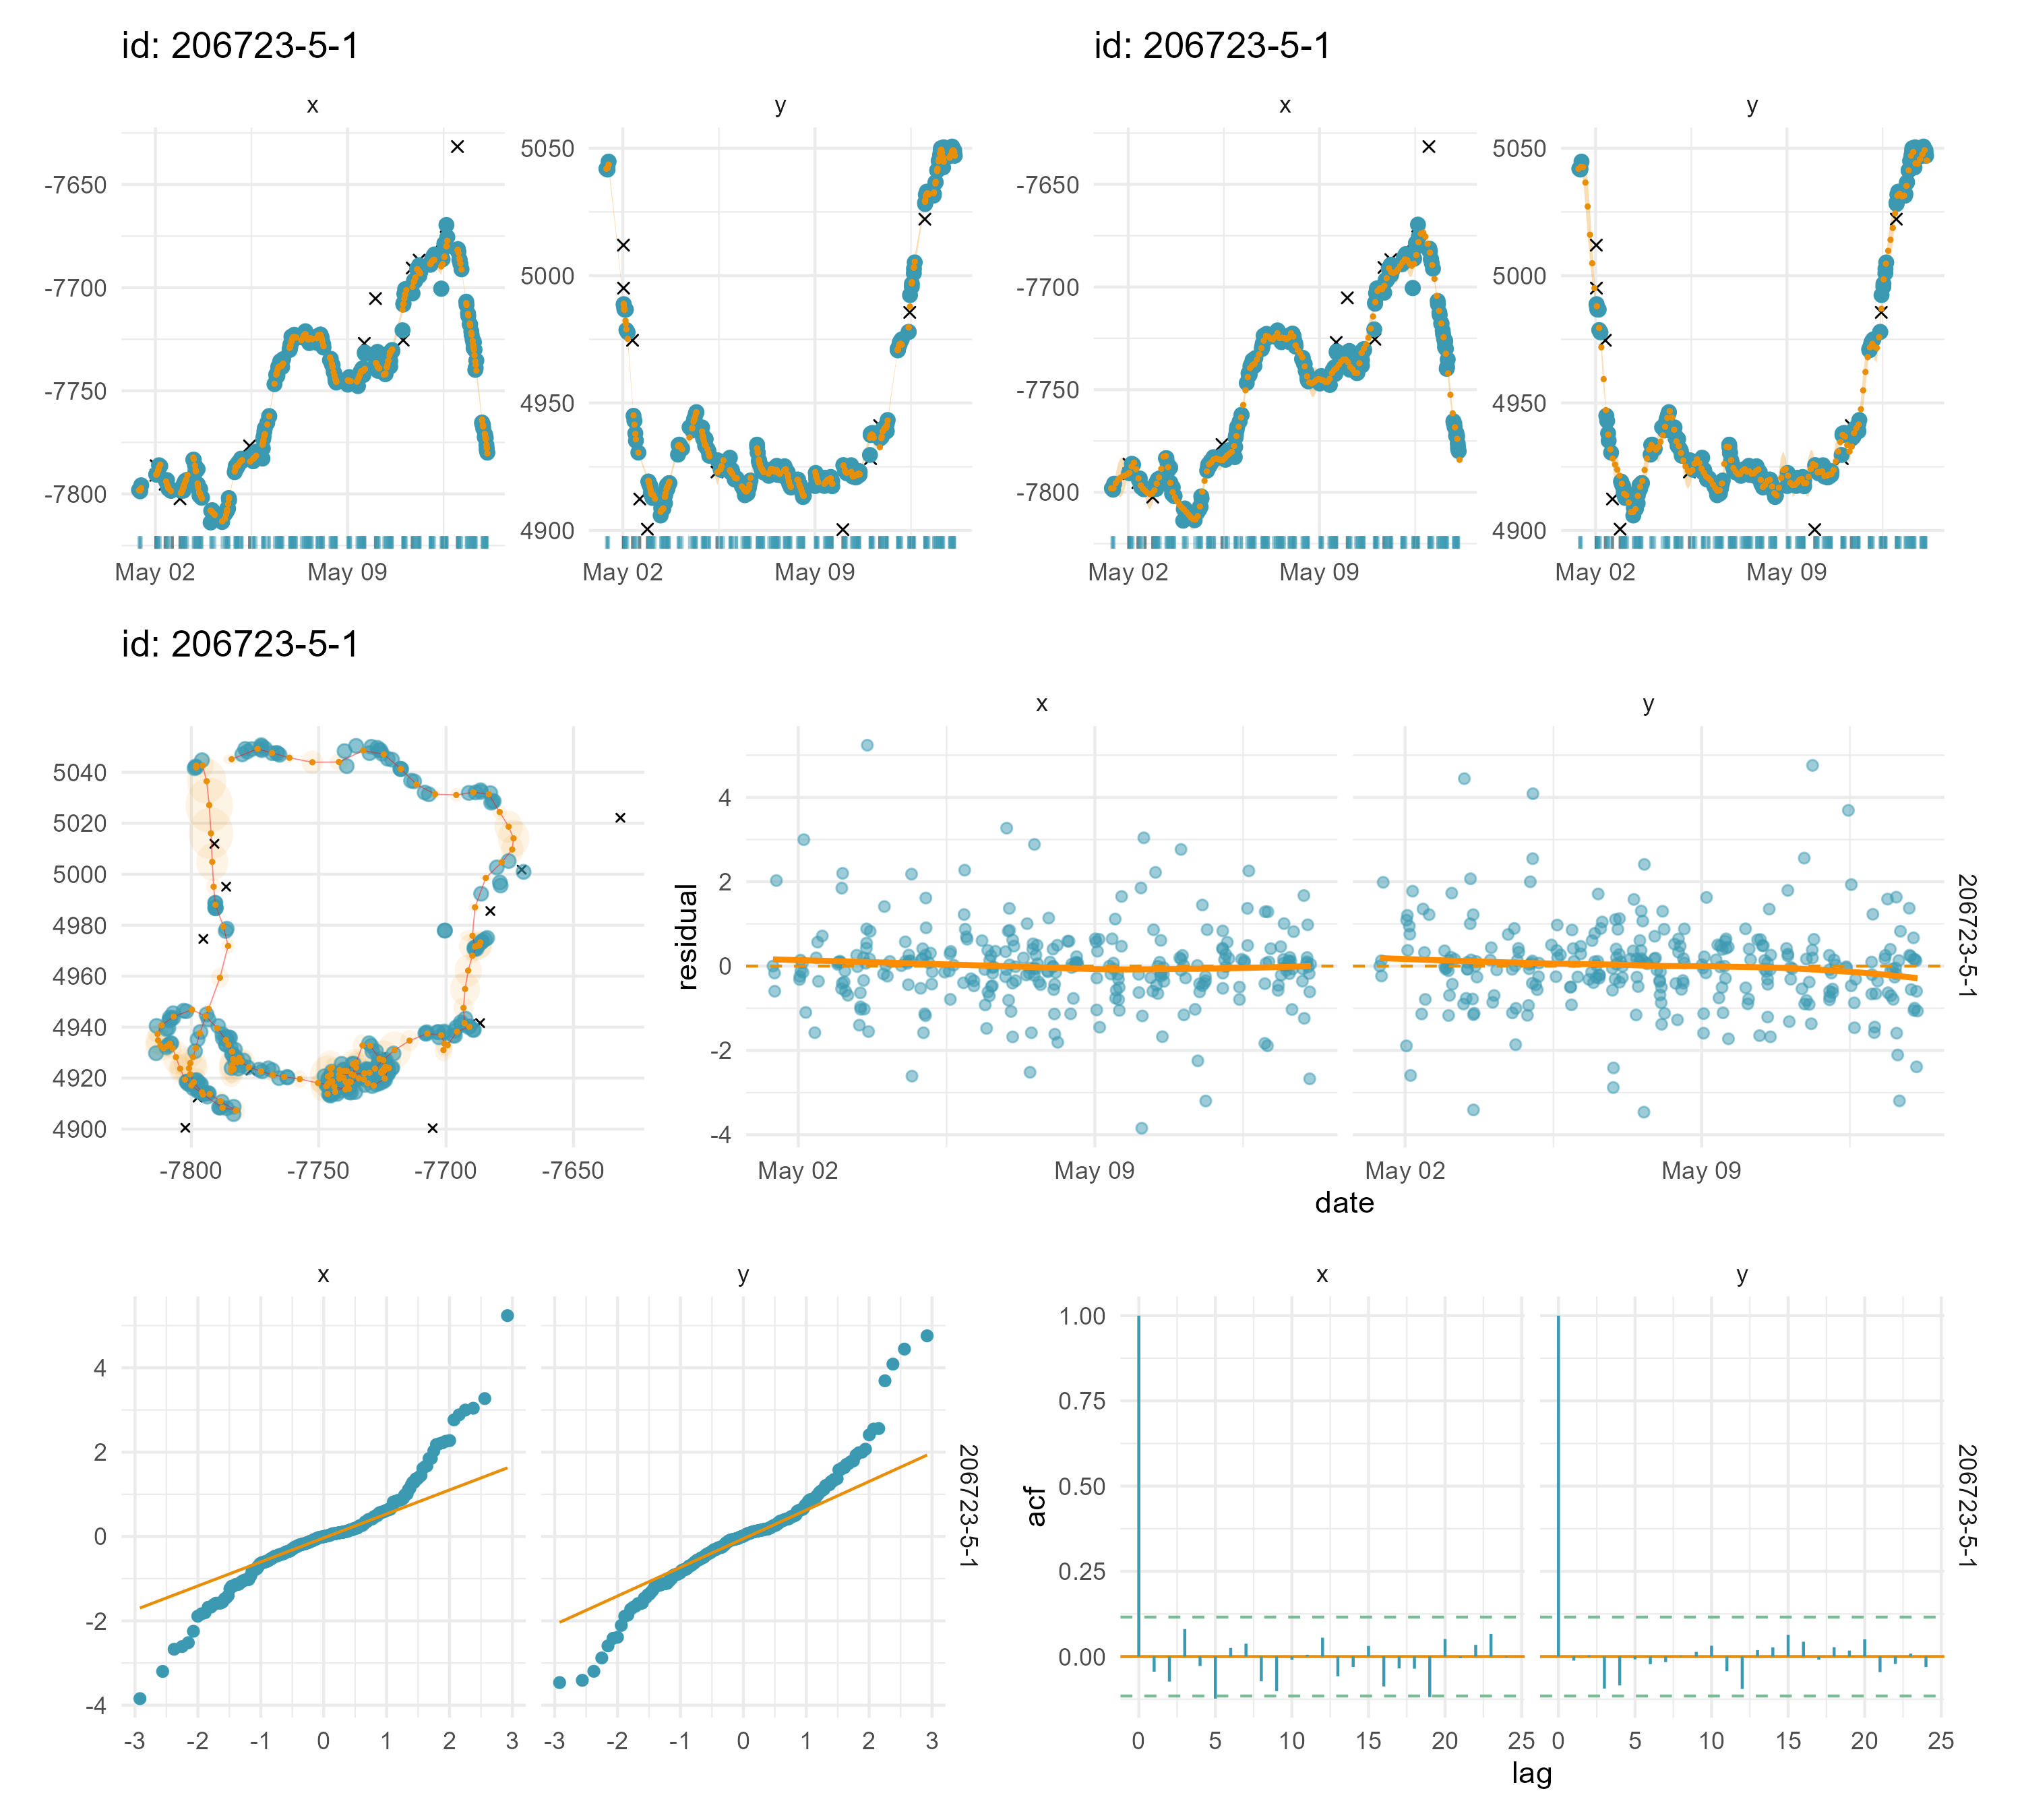 id: 206723-5-1
id: 206723-5-1
x
y
x
y
-7650
-7700
-7750
-7800
5050
5000
4950
4900
-7650
-7700
-7750
-7800
5050
5000
4950
4900
May 02
May 09
May 02
May 09
May 02
May 09
May 02
May 09
id: 206723-5-1
x
y
5040
5020
5000
4980
4960
4940
4920
4900
-7800
-7750
-7700
-7650
residual
4
2
0
-2
-4
206723-5-1
May 02
May 09
May 02
May 09
date
x
y
4
2
0
-2
-4
206723-5-1
-3
-2
-1
0
1
2
3
-3
-2
-1
0
1
2
3
x
y
acf
1.00
0.75
0.50
0.25
0.00
206723-5-1
0
5
10
15
20
25
0
5
10
15
20
25
lag